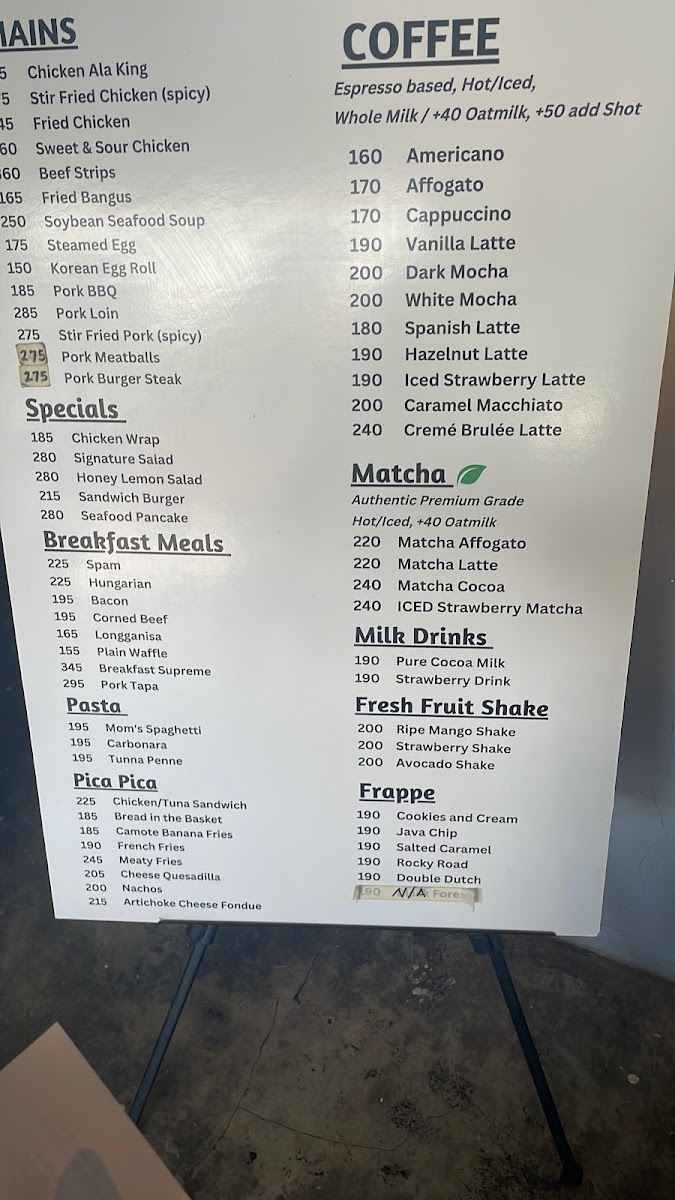 MAINS
5 Chicken Ala King
5 Stir Fried Chicken (spicy)
45 Fried Chicken
60 Sweet & Sour Chicken
60 Beef Strips
165 Fried Bangus
250 Soybean Seafood Soup
175 Steamed Egg
150 Korean Egg Roll
185 Pork BBQ
285 Pork Loin
275 Stir Fried Pork (spicy)
275 Pork Meatballs
275 Pork Burger Steak
Specials
185 Chicken Wrap
280 Signature Salad
280 Honey Lemon Salad
215 Sandwich Burger
280 Seafood Pancake
Breakfast Meals
225 Spam
225 Hungarian
195 Bacon
195 Corned Beef
165 Longganisa
155 Plain Waffle
345 Breakfast Supreme
295 Pork Tapa
Pasta
195 Mom's Spaghetti
195 Carbonara
195 Tunna Penne
Pica Pica
225 Chicken/Tuna Sandwich
185 Bread in the Basket
185 Camote Banana Fries
190 French Fries
245 Meaty Fries
205 Cheese Quesadilla
200 Nachos
215 Artichoke Cheese Fondue
COFFEE
Espresso based, Hot/Iced,
Whole Milk / +40 Oatmilk, +50 add Shot
160 Americano
170 Affogato
170 Cappuccino
190 Vanilla Latte
200 Dark Mocha
200 White Mocha
180 Spanish Latte
190 Hazelnut Latte
190 Iced Strawberry Latte
200 Caramel Macchiato
240 Cremé Brulée Latte
Matcha
Authentic Premium Grade
Hot/Iced, +40 Oatmilk
220 Matcha Affogato
220 Matcha Latte
240 Matcha Cocoa
240 ICED Strawberry Matcha
Milk Drinks
190 Pure Cocoa Milk
190 Strawberry Drink
Fresh Fruit Shake
200 Ripe Mango Shake
200 Strawberry Shake
200 Avocado Shake
Frappe
190 Cookies and Cream
190 Java Chip
190 Salted Caramel
190 Rocky Road
190 Double Dutch
190 N/A